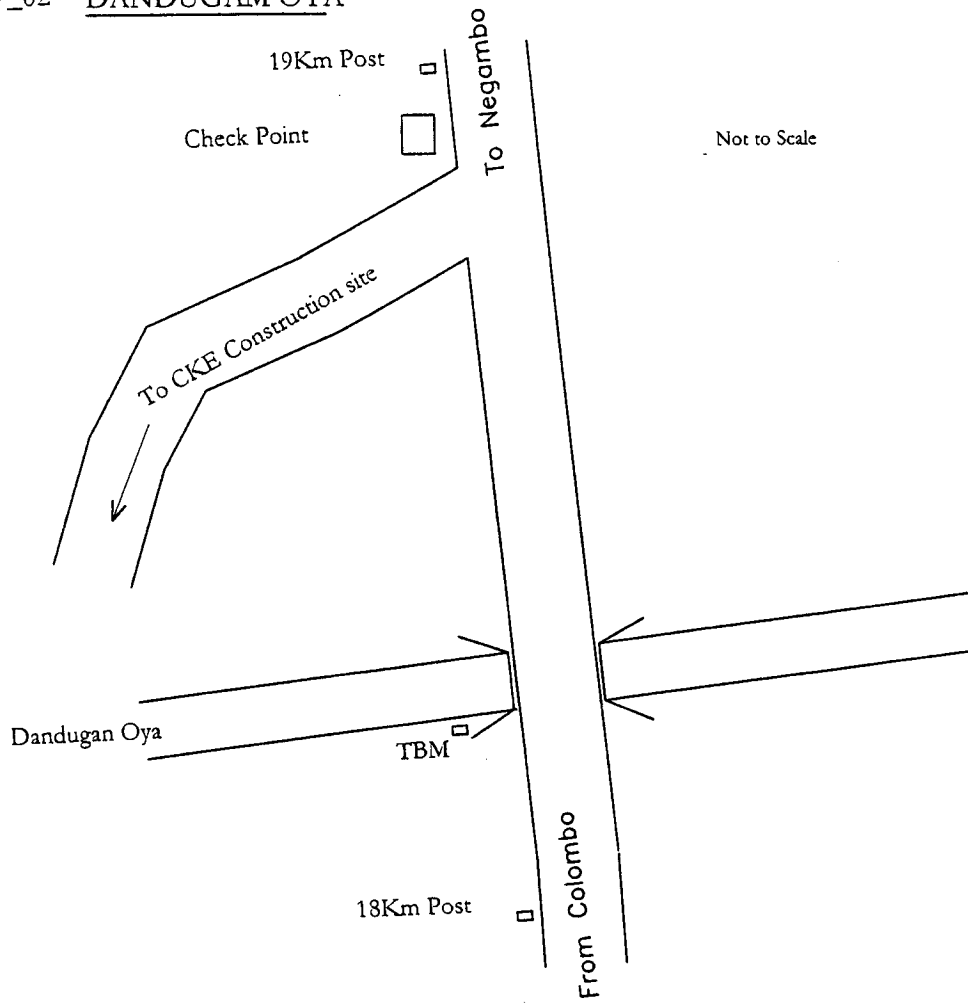 _02 DANDUGAM OYA
19Km Post
To Negambo
Check Point
Not to Scale
To CKE Construction site
Dandugan Oya
TBM
18Km Post
From Colombo